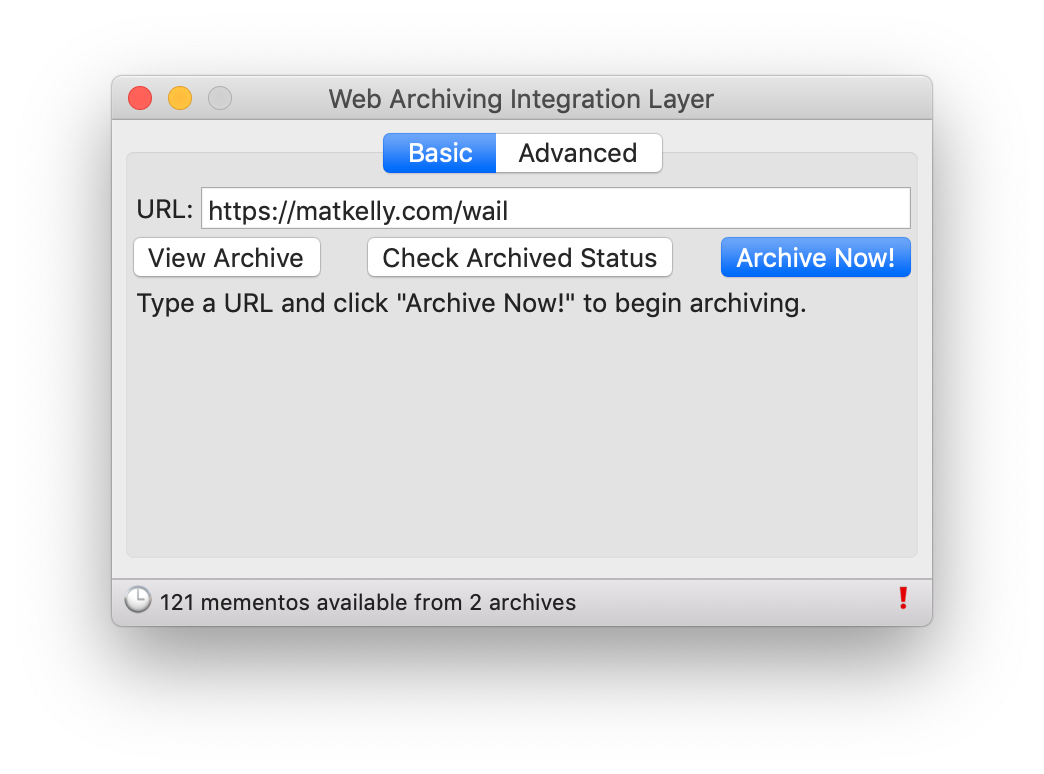 Web Archiving Integration Layer
Basic Advanced
URL: https://matkelly.com/wail
View Archive Check Archived Status Archive Now!
Type a URL and click "Archive Now!" to begin archiving.
121 mementos available from 2 archives !